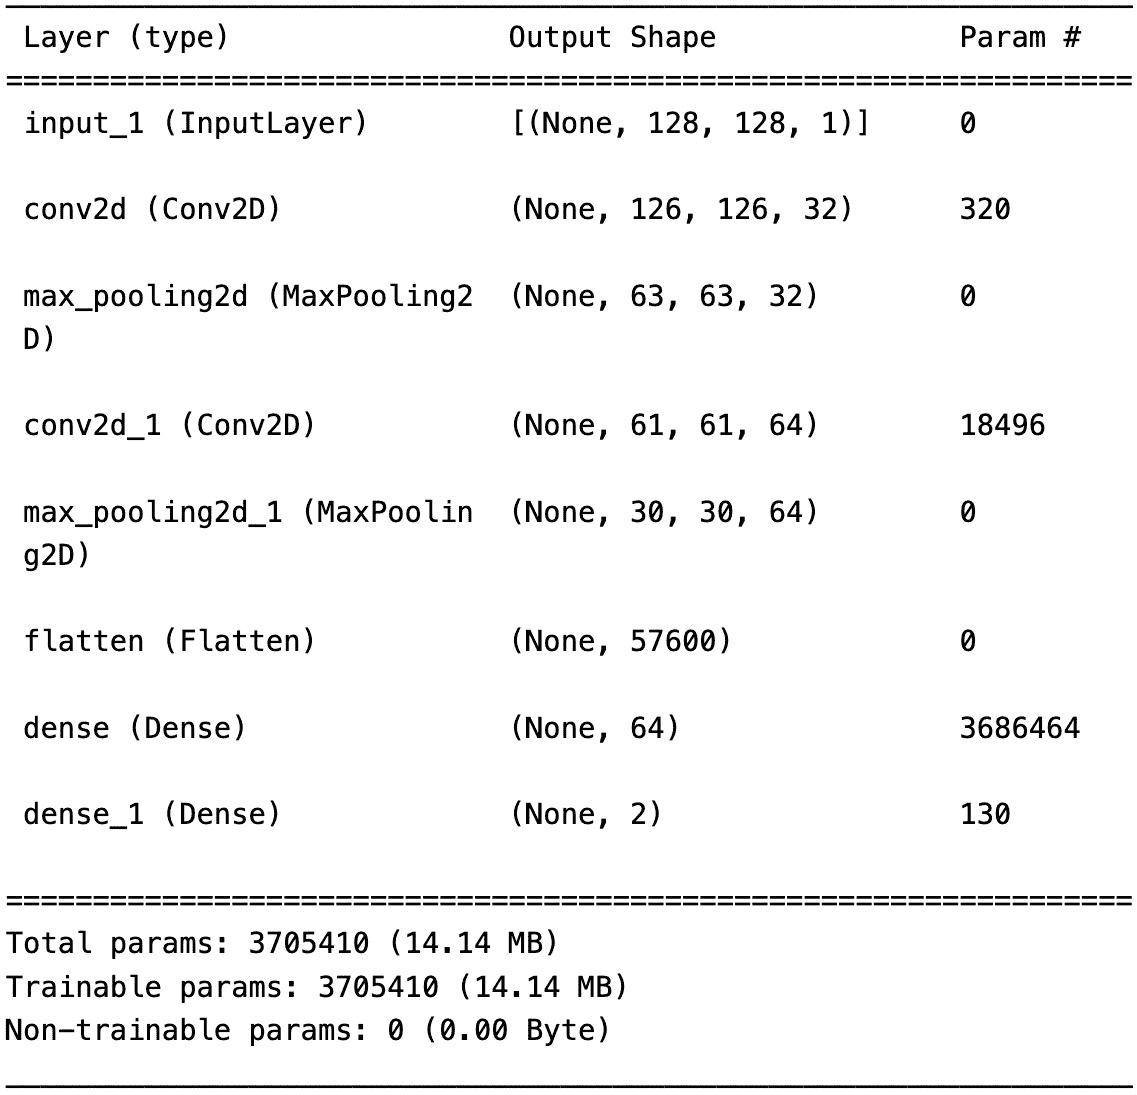 Layer (type) Output Shape Param #
=================================================================
input_1 (InputLayer) [(None, 128, 128, 1)] 0
conv2d (Conv2D) (None, 126, 126, 32) 320
max_pooling2d (MaxPooling2 (None, 63, 63, 32) 0
D)
conv2d_1 (Conv2D) (None, 61, 61, 64) 18496
max_pooling2d_1 (MaxPoolin (None, 30, 30, 64) 0
g2D)
flatten (Flatten) (None, 57600) 0
dense (Dense) (None, 64) 3686464
dense_1 (Dense) (None, 2) 130
=================================================================
Total params: 3705410 (14.14 MB)
Trainable params: 3705410 (14.14 MB)
Non-trainable params: 0 (0.00 Byte)